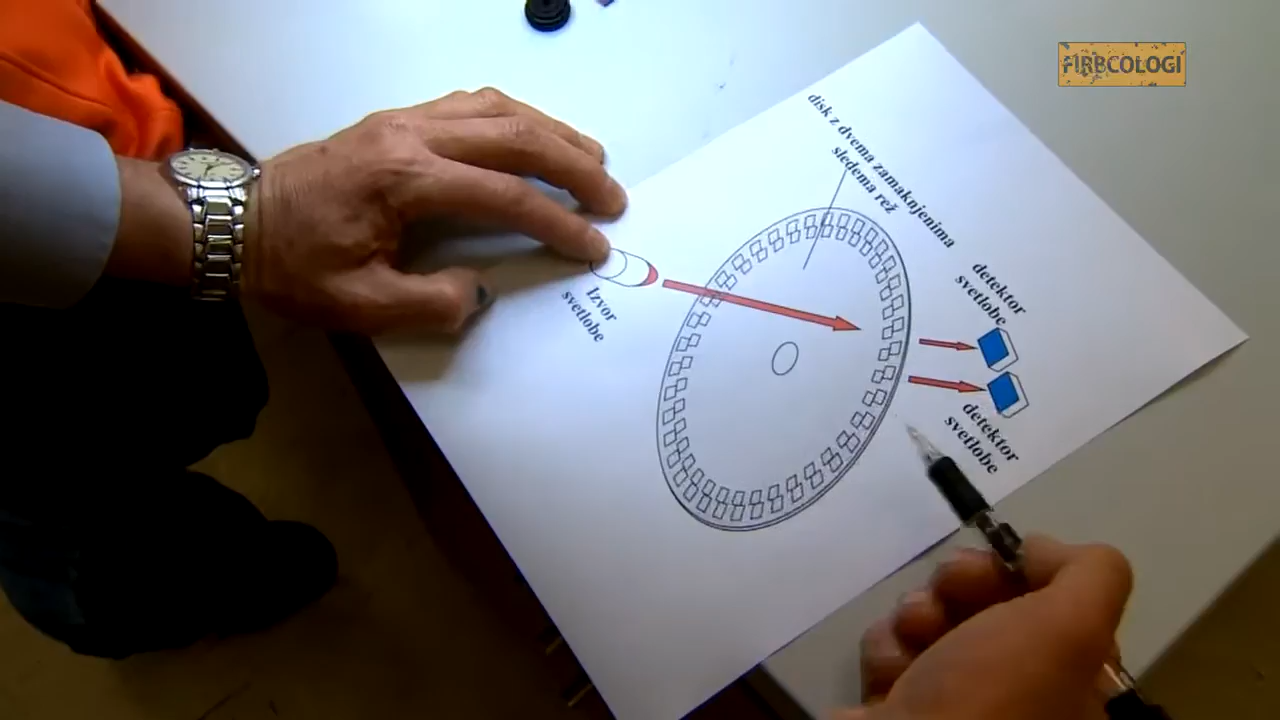 FIRBCOLOGI
disk z dvema zamaknjenima
sledema rež
detektor
svetlobe
Izvor
svetlobe
detektor
svetlobe